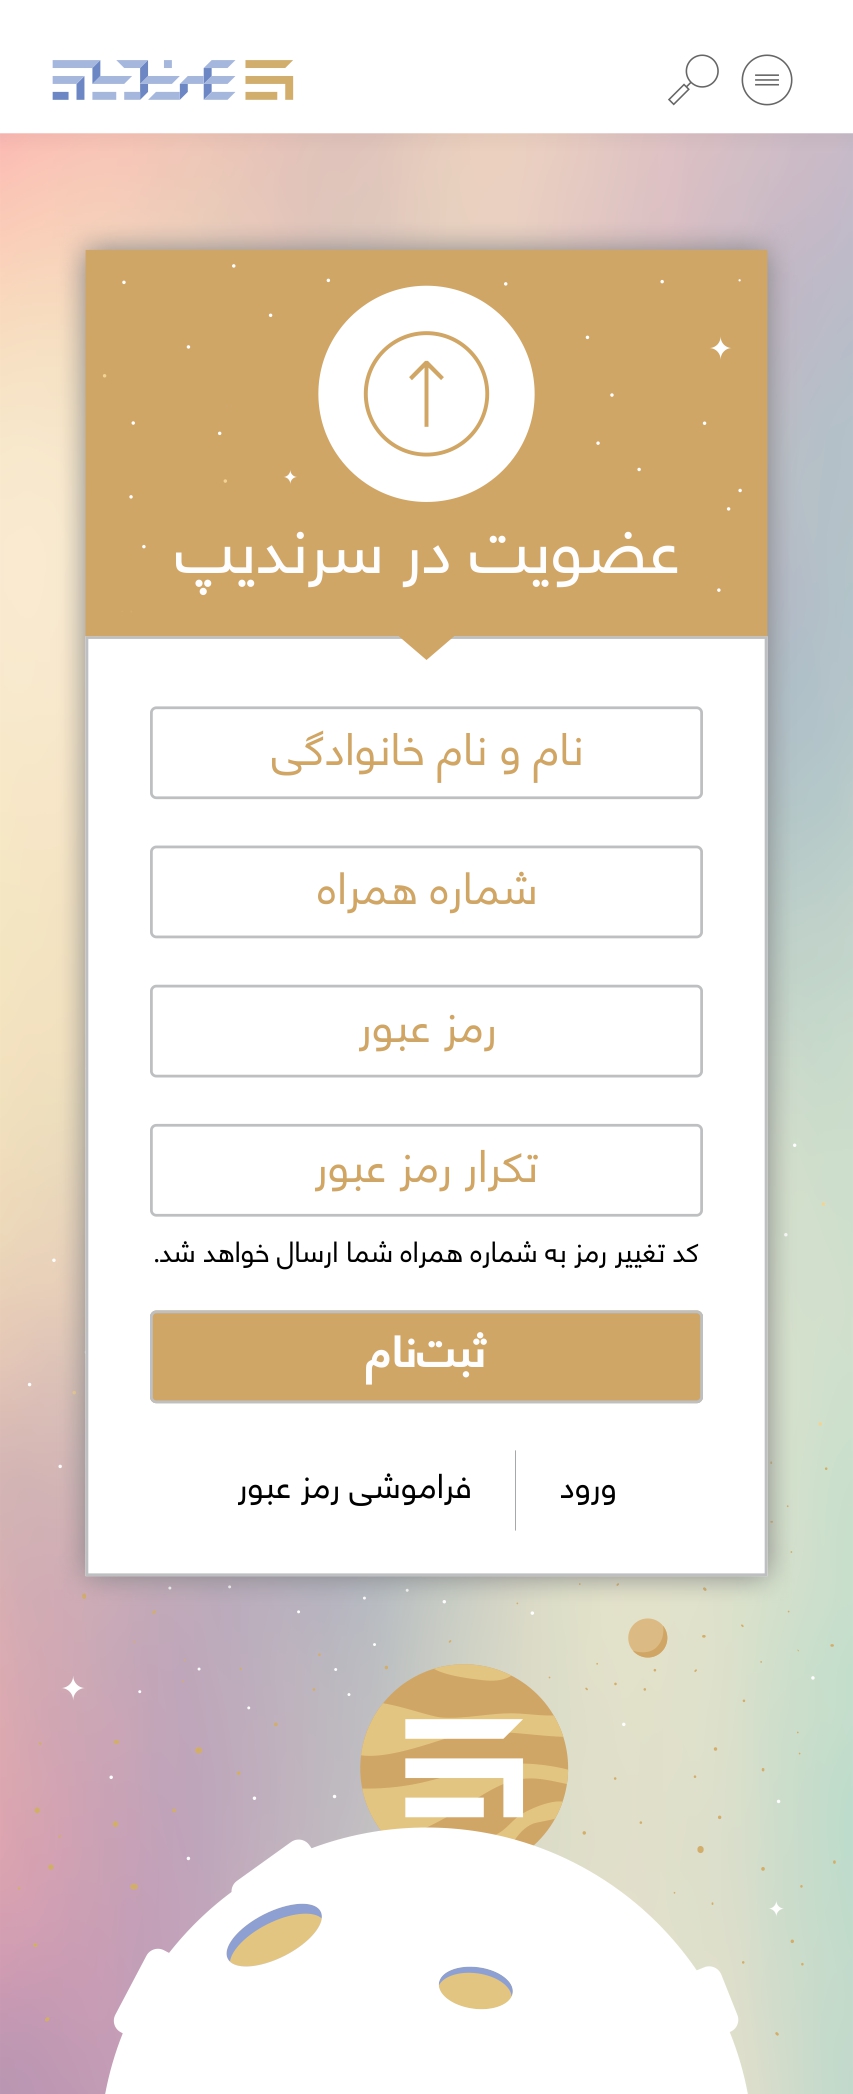 عضویت در سرندیپ
نام و نام خانوادگی
شماره همراه
رمز عبور
تکرار رمز عبور
کد تغییر رمز به شماره همراه شما ارسال خواهد شد.
ثبت‌نام
ورود
فراموشی رمز عبور